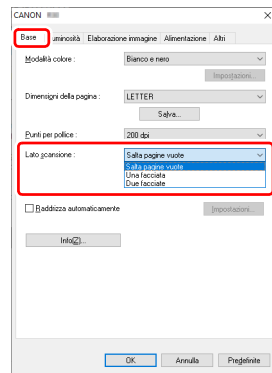 CANON
×
Base uminosità Elaborazione immagine Alimentazione Altri
Modalità colore : Bianco e nero
Impostazioni...
Dimensigni della pagina : LETTER
Salva...
Punti per pollice : 200 dpi
Lato scansione : Salta pagine vuote
Salta pagine vuote
Una facciata
Due facciate
Raddrizza automaticamente Impostazioni...
Info(Z)...
OK Annulla Predefinite